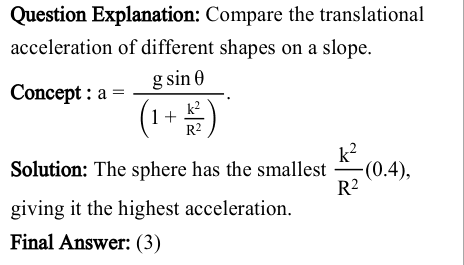 Question Explanation: Compare the translational
acceleration of different shapes on a slope.
Concept : a = g sin θ / (1 + k²/R²).
Solution: The sphere has the smallest k²/R² (0.4),
giving it the highest acceleration.
Final Answer: (3)